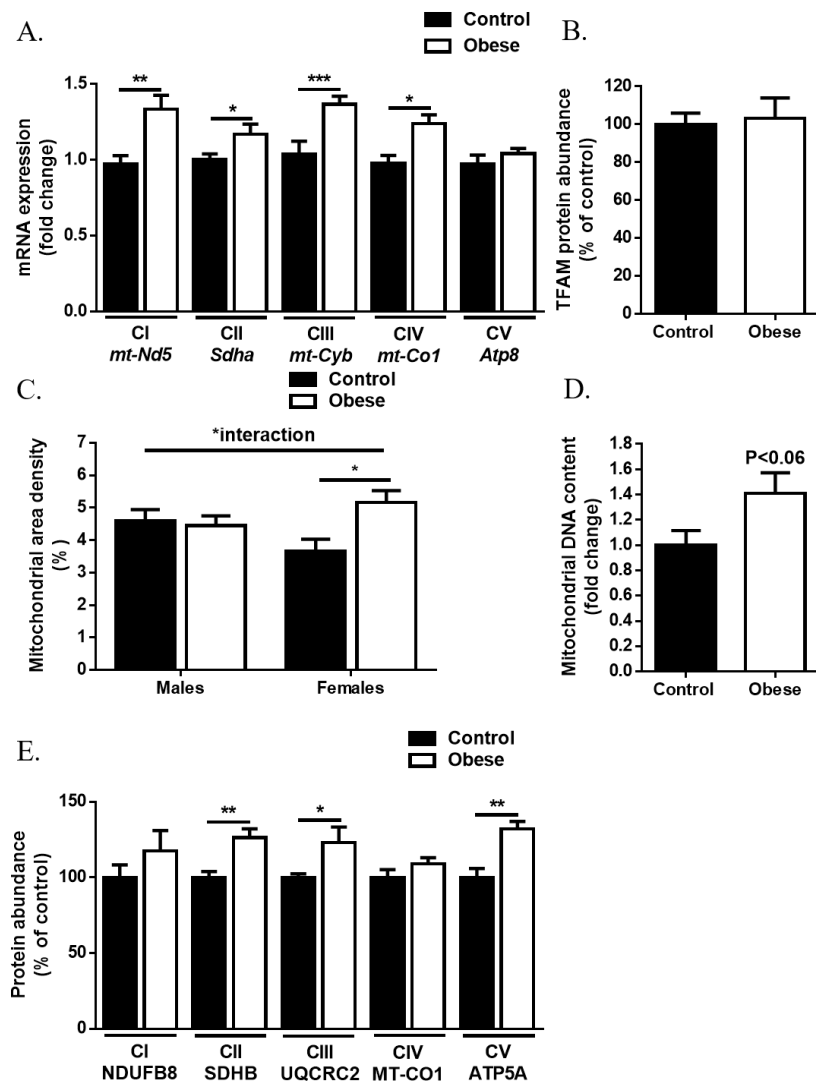 A.
Control
Obese
mRNA expression
(fold change)
1.5
1.0
0.5
0.0
**
*
***
*
CI CII CIII CIV CV
mt-Nd5 Sdha mt-Cyb mt-Co1 Atp8
B.
TFAM protein abundance
(% of control)
120
100
80
60
40
20
0
Control Obese
C.
Control
Obese
Mitochondrial area density
(%)
7
6
5
4
3
2
1
0
*interaction
*
Males Females
D.
Mitochondrial DNA content
(fold change)
1.8
1.6
1.4
1.2
1.0
0.8
0.6
0.4
0.2
0.0
P<0.06
Control Obese
E.
Control
Obese
Protein abundance
(% of control)
150
100
50
0
**
*
**
CI CII CIII CIV CV
NDUFB8 SDHB UQCRC2 MT-CO1 ATP5A